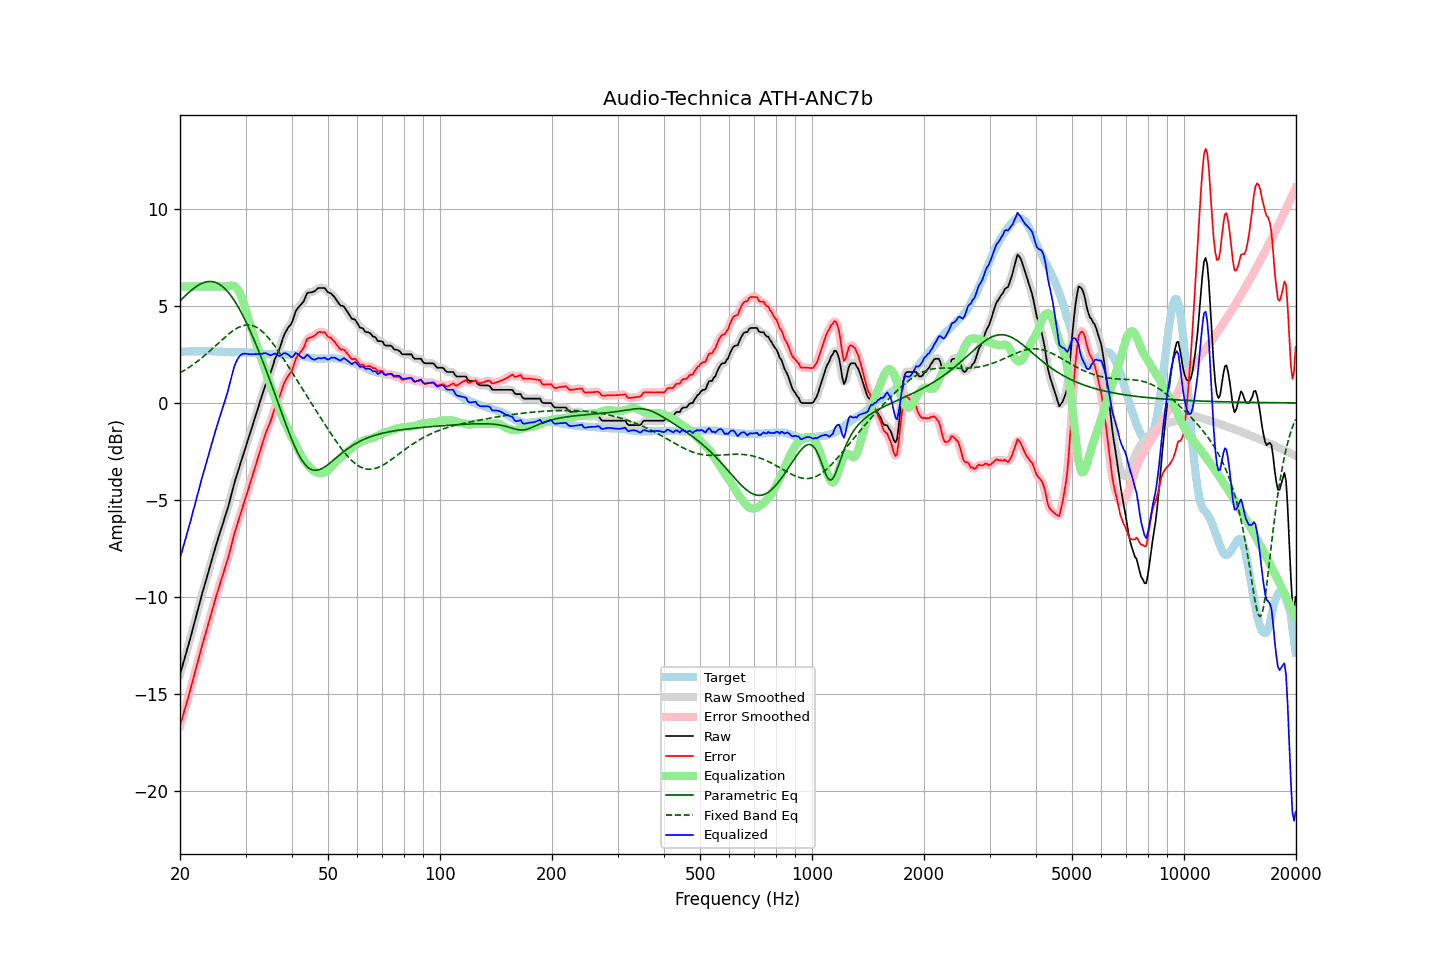 Audio-Technica ATH-ANC7b
Amplitude (dBr)
10
5
0
−5
−10
−15
−20
Target
Raw Smoothed
Error Smoothed
Raw
Error
Equalization
Parametric Eq
Fixed Band Eq
Equalized
20 50 100 200 500 1000 2000 5000 10000 20000
Frequency (Hz)